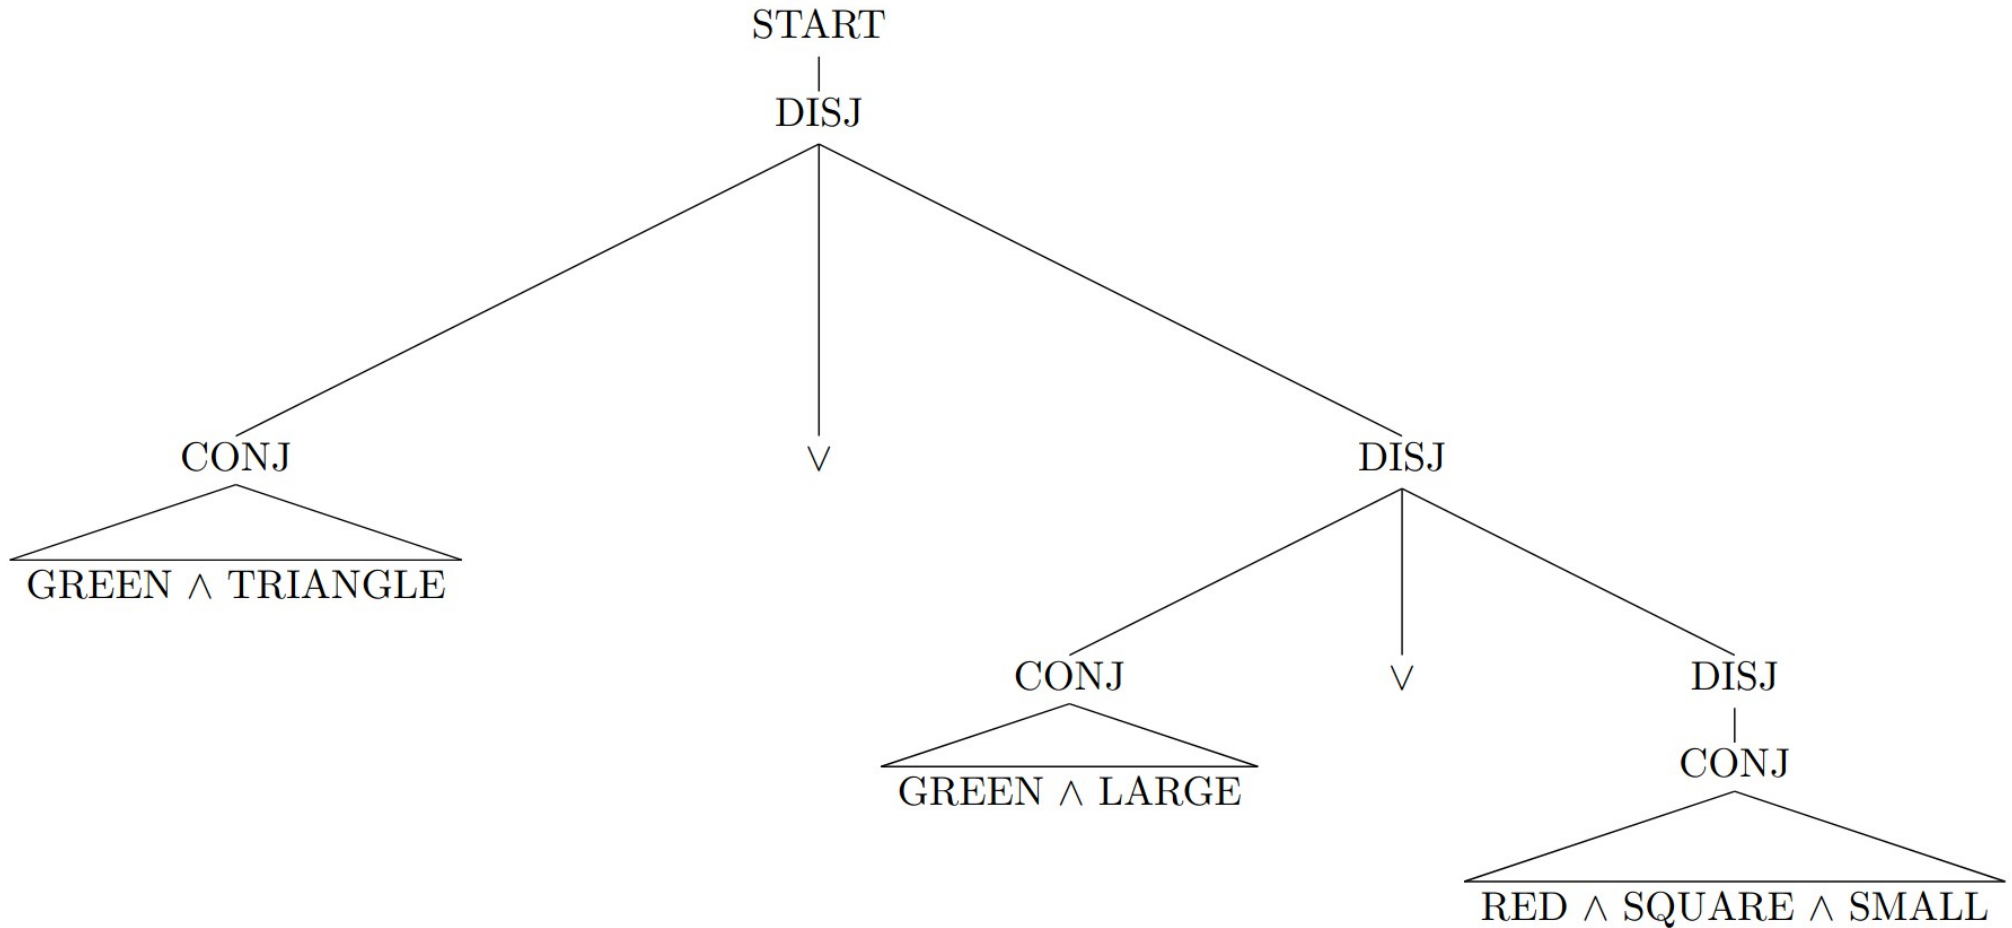 START
DISJ
CONJ ∨ DISJ
GREEN ∧ TRIANGLE
CONJ ∨ DISJ
GREEN ∧ LARGE
CONJ
RED ∧ SQUARE ∧ SMALL